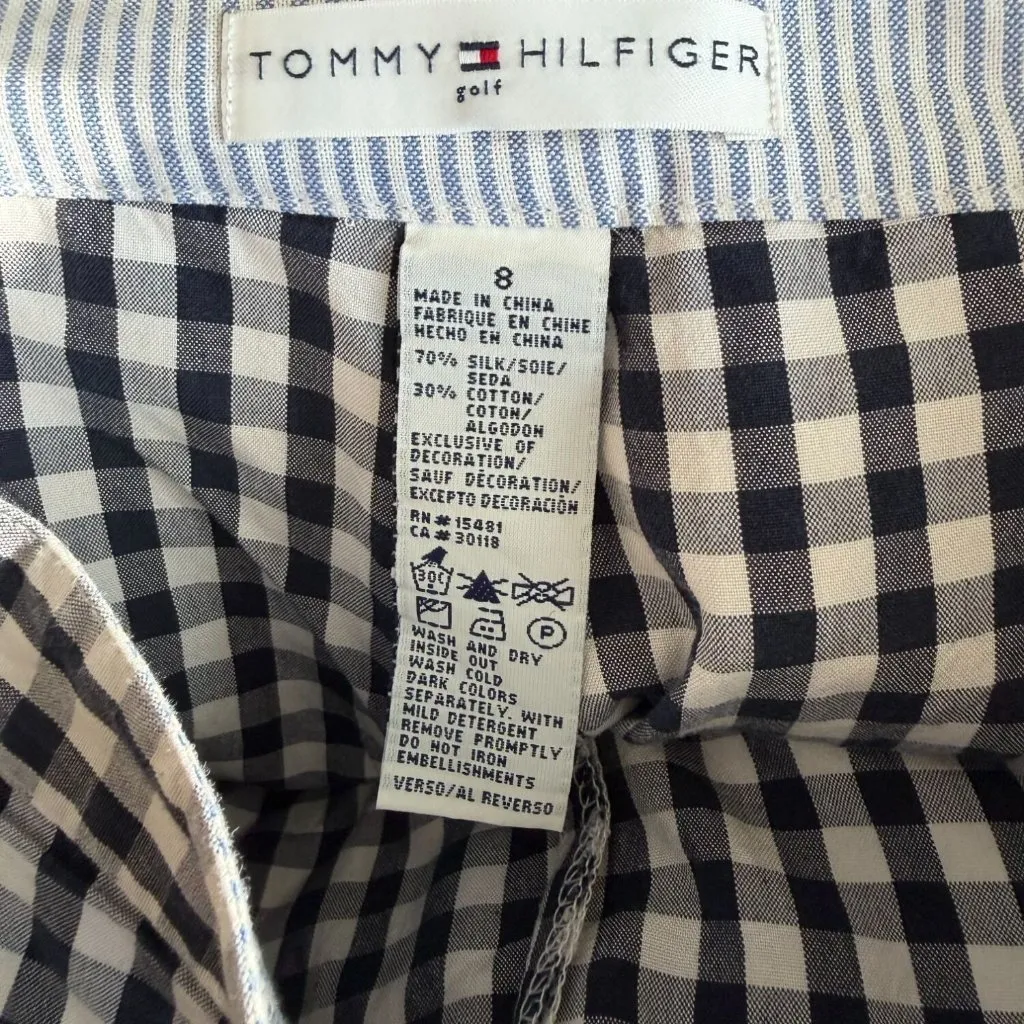 TOMMY HILFIGER
golf
8
MADE IN CHINA
FABRIQUE EN CHINE
HECHO EN CHINA
70% SILK/SOIE/
SEDA
30% COTTON/
COTON/
ALGODON
EXCLUSIVE OF
DECORATION/
SAUF DÉCORATION/
EXCEPTO DECORACIÓN
RN # 15481
CA # 30118
30C
P
WASH AND DRY
INSIDE OUT
WASH COLD
DARK COLORS
SEPARATELY. WITH
MILD DETERGENT
REMOVE PROMPTLY
DO NOT IRON
EMBELLISHMENTS
VERSO/AL REVERSO